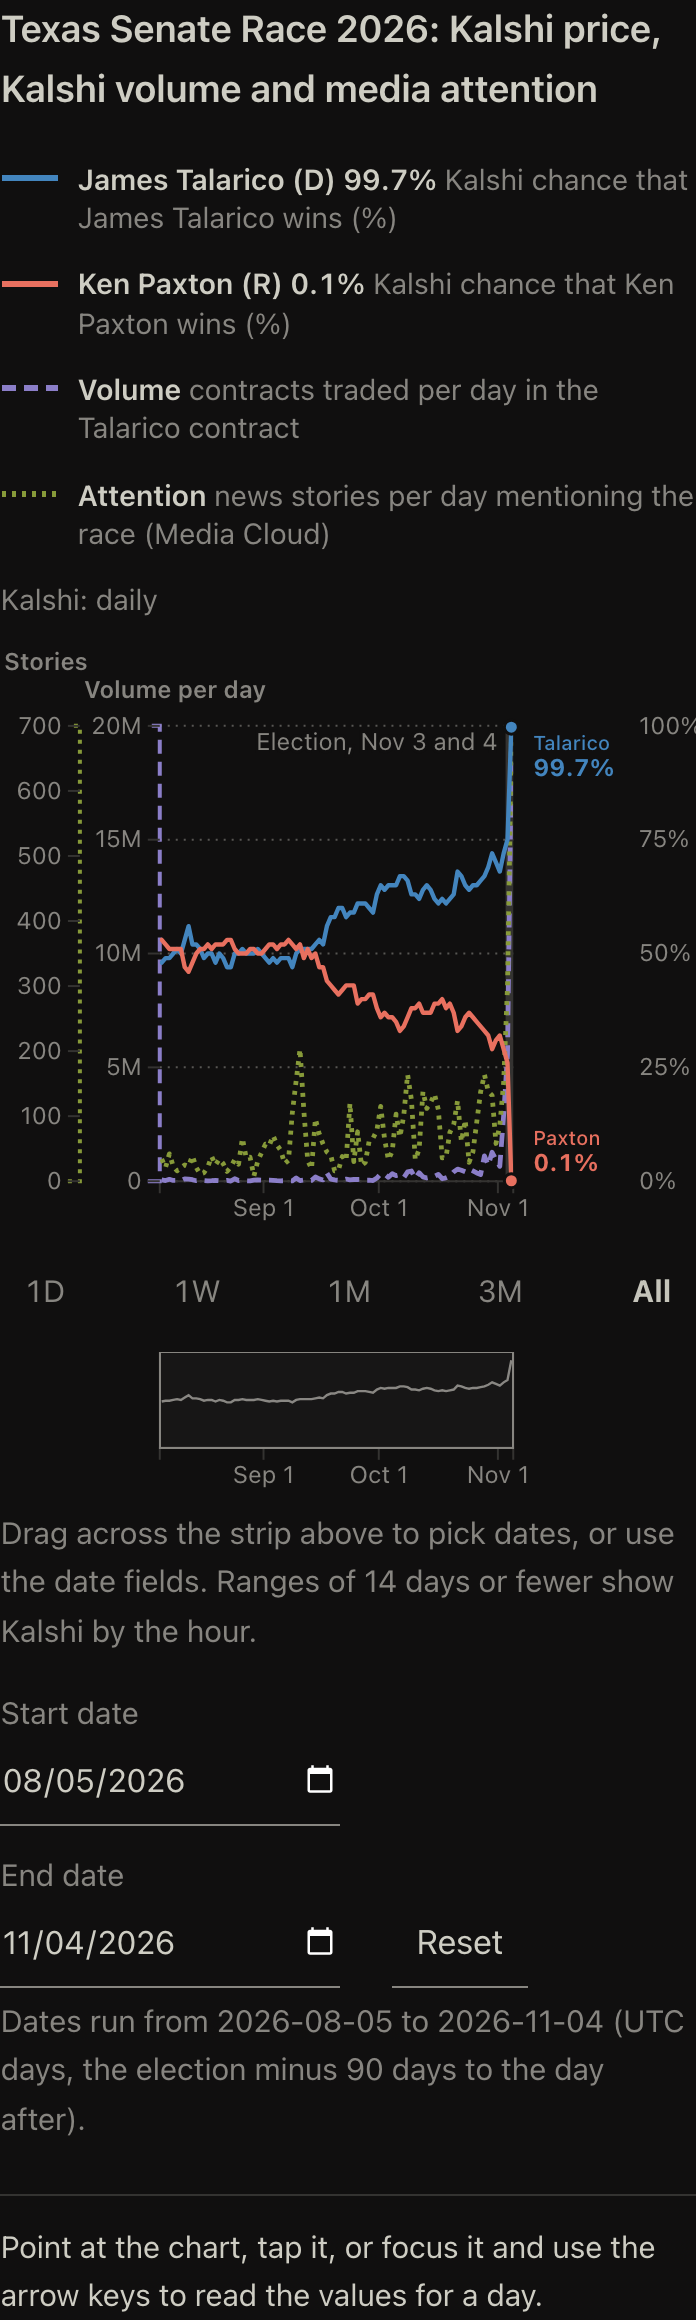 Texas Senate Race 2026: Kalshi price,
Kalshi volume and media attention
James Talarico (D) 99.7% Kalshi chance that
James Talarico wins (%)
Ken Paxton (R) 0.1% Kalshi chance that Ken
Paxton wins (%)
Volume contracts traded per day in the
Talarico contract
Attention news stories per day mentioning the
race (Media Cloud)
Kalshi: daily
Stories
Volume per day
700 20M 100%
Election, Nov 3 and 4
Talarico
99.7%
600
15M 75%
500
400
10M 50%
300
200
5M 25%
100
Paxton
0.1%
0 0 0%
Sep 1 Oct 1 Nov 1
1D 1W 1M 3M All
Sep 1 Oct 1 Nov 1
Drag across the strip above to pick dates, or use
the date fields. Ranges of 14 days or fewer show
Kalshi by the hour.
Start date
08/05/2026
End date
11/04/2026 Reset
Dates run from 2026-08-05 to 2026-11-04 (UTC
days, the election minus 90 days to the day
after).
Point at the chart, tap it, or focus it and use the
arrow keys to read the values for a day.